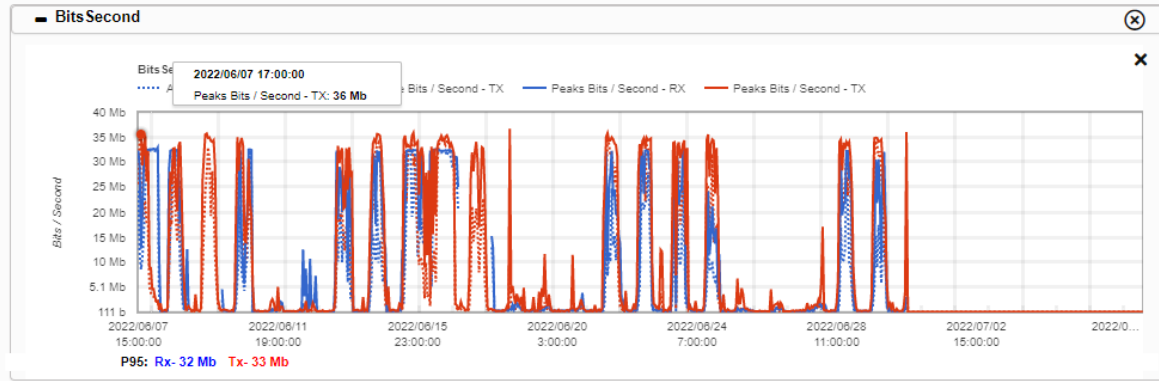 BitsSecond
BitsSe
2022/06/07 17:00:00
Peaks Bits / Second - TX: 36 Mb
A
e Bits / Second - TX
Peaks Bits / Second - RX
Peaks Bits / Second - TX
40 Mb
35 Mb
30 Mb
25 Mb
20 Mb
15 Mb
10 Mb
5.1 Mb
111 b
Bits / Second
2022/06/07
15:00:00
2022/06/11
19:00:00
2022/06/15
23:00:00
2022/06/20
3:00:00
2022/06/24
7:00:00
2022/06/28
11:00:00
2022/07/02
15:00:00
2022/0...
P95: Rx- 32 Mb Tx- 33 Mb